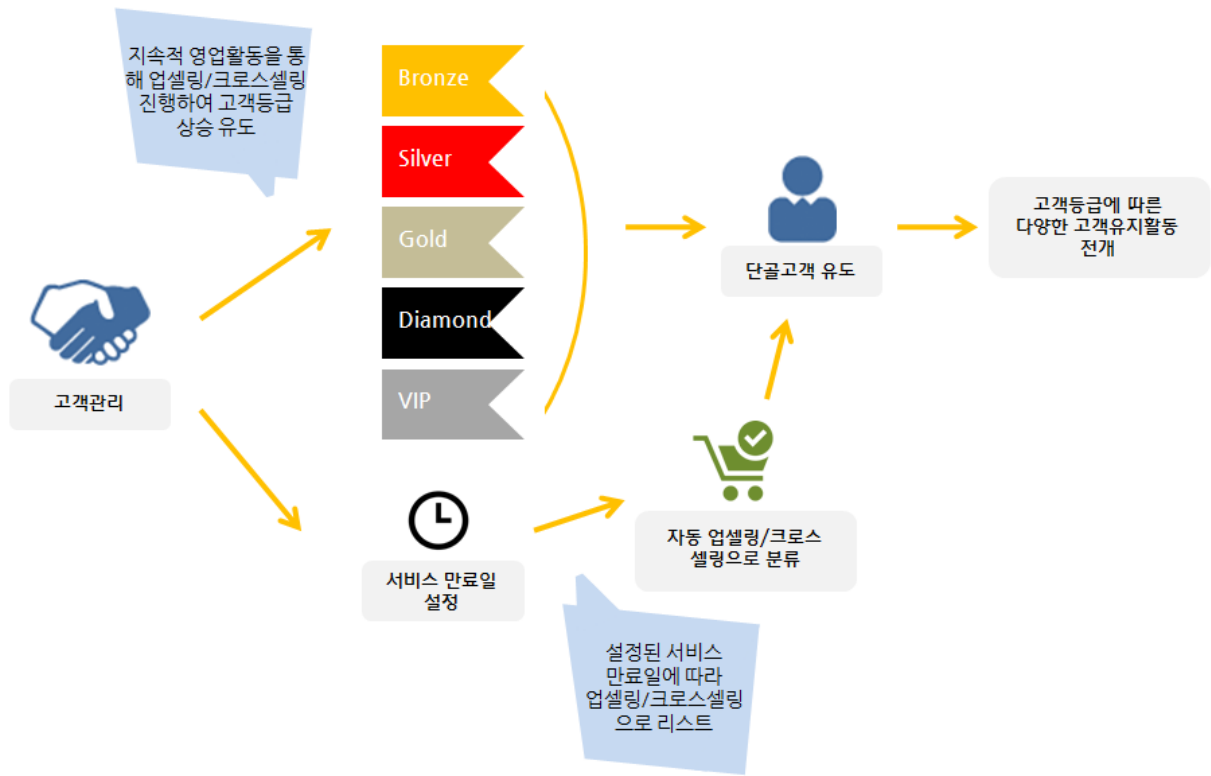 지속적 영업활동을 통
해 업셀링/크로스셀링
진행하여 고객등급
상승 유도
Bronze
Silver
Gold
Diamond
VIP
고객관리
단골고객 유도
고객등급에 따른
다양한 고객유지활동
전개
서비스 만료일
설정
자동 업셀링/크로스
셀링으로 분류
설정된 서비스
만료일에 따라
업셀링/크로스셀링
으로 리스트